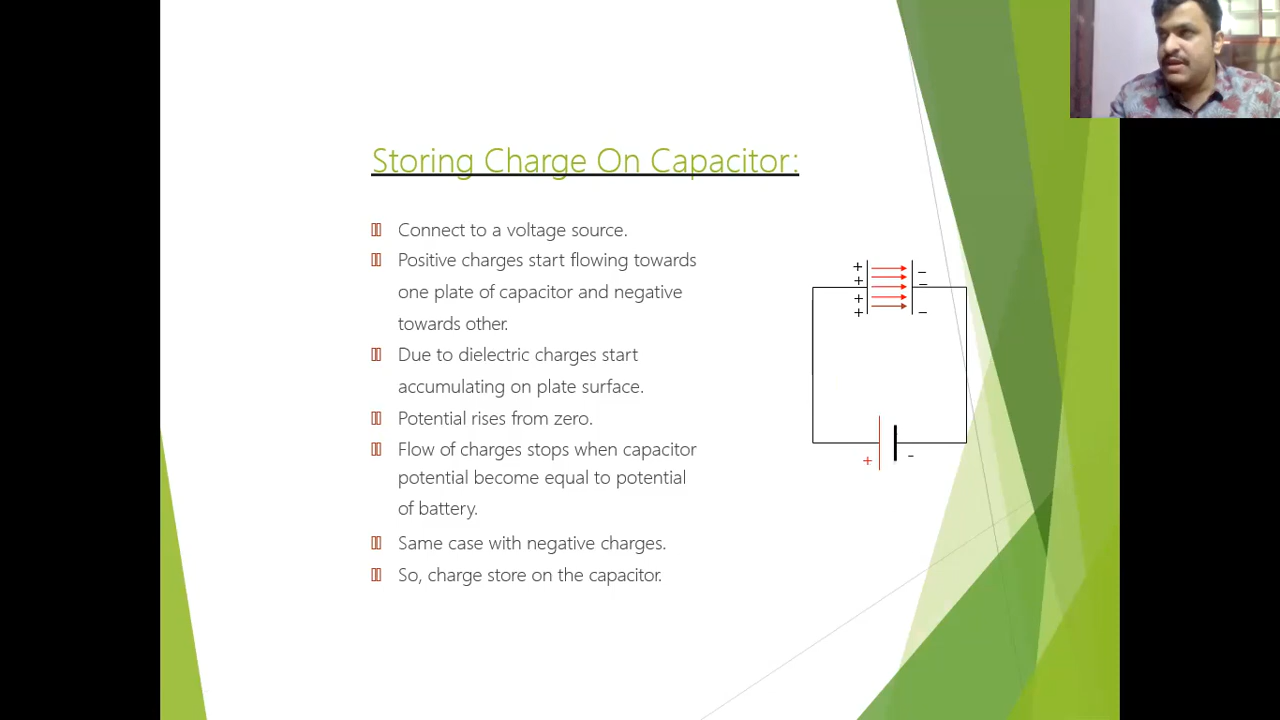 Storing Charge On Capacitor:
Connect to a voltage source.
Positive charges start flowing towards
one plate of capacitor and negative
towards other.
Due to dielectric charges start
accumulating on plate surface.
Potential rises from zero.
Flow of charges stops when capacitor
potential become equal to potential
of battery.
Same case with negative charges.
So, charge store on the capacitor.
+ −
+ −
+
+ −
+ -